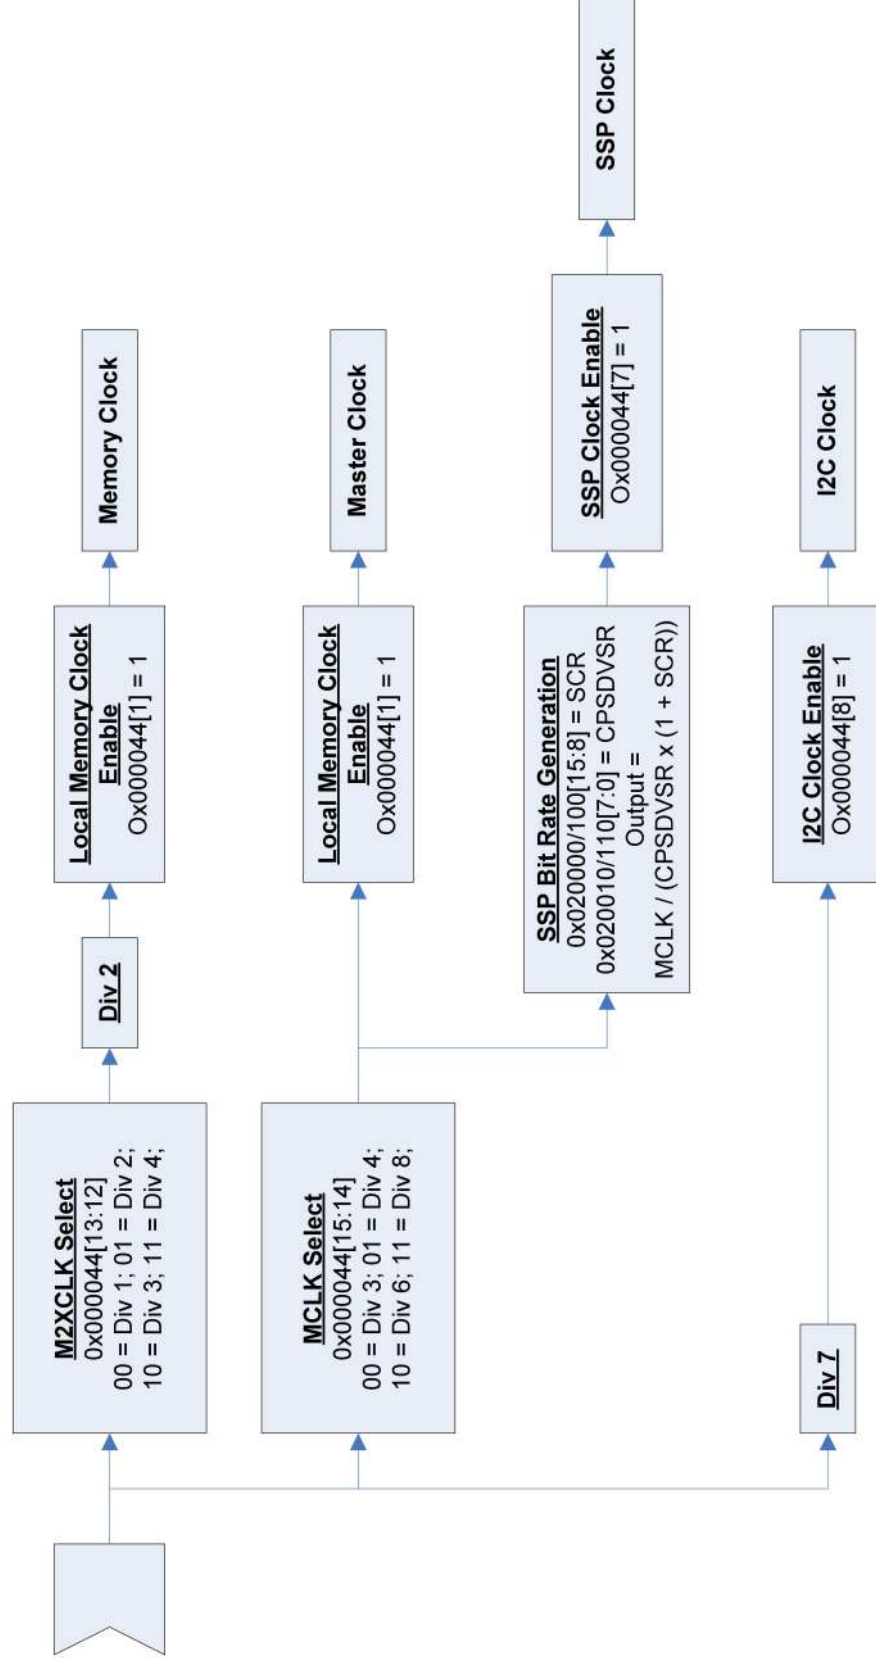 M2XCLK Select
0x000044[13:12]
00 = Div 1; 01 = Div 2;
10 = Div 3; 11 = Div 4;
Div 2
Local Memory Clock
Enable
Ox000044[1] = 1
Memory Clock
MCLK Select
0x000044[15:14]
00 = Div 3; 01 = Div 4;
10 = Div 6; 11 = Div 8;
Local Memory Clock
Enable
Ox000044[1] = 1
Master Clock
SSP Bit Rate Generation
0x020000/100[15:8] = SCR
0x020010/110[7:0] = CPSDVSR
Output =
MCLK / (CPSDVSR x (1 + SCR))
SSP Clock Enable
Ox000044[7] = 1
SSP Clock
Div 7
I2C Clock Enable
Ox000044[8] = 1
I2C Clock